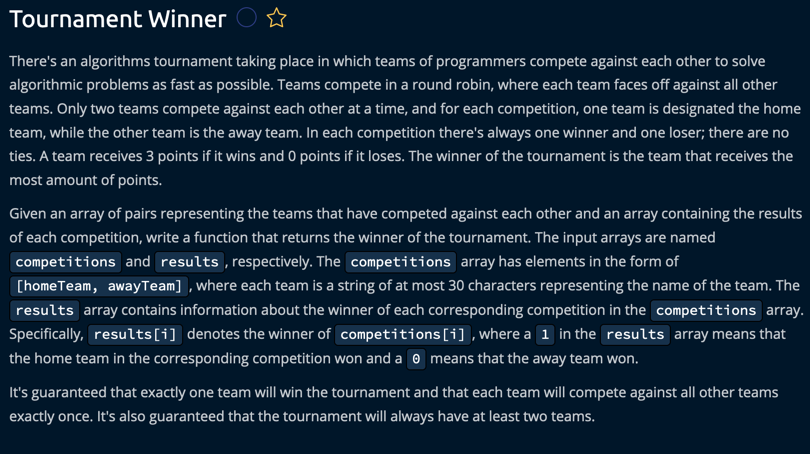 Tournament Winner
There's an algorithms tournament taking place in which teams of programmers compete against each other to solve
algorithmic problems as fast as possible. Teams compete in a round robin, where each team faces off against all other
teams. Only two teams compete against each other at a time, and for each competition, one team is designated the home
team, while the other team is the away team. In each competition there's always one winner and one loser; there are no
ties. A team receives 3 points if it wins and 0 points if it loses. The winner of the tournament is the team that receives the
most amount of points.
Given an array of pairs representing the teams that have competed against each other and an array containing the results
of each competition, write a function that returns the winner of the tournament. The input arrays are named
competitions and results, respectively. The competitions array has elements in the form of
[homeTeam, awayTeam], where each team is a string of at most 30 characters representing the name of the team. The
results array contains information about the winner of each corresponding competition in the competitions array.
Specifically, results[i] denotes the winner of competitions[i], where a 1 in the results array means that
the home team in the corresponding competition won and a 0 means that the away team won.
It's guaranteed that exactly one team will win the tournament and that each team will compete against all other teams
exactly once. It's also guaranteed that the tournament will always have at least two teams.